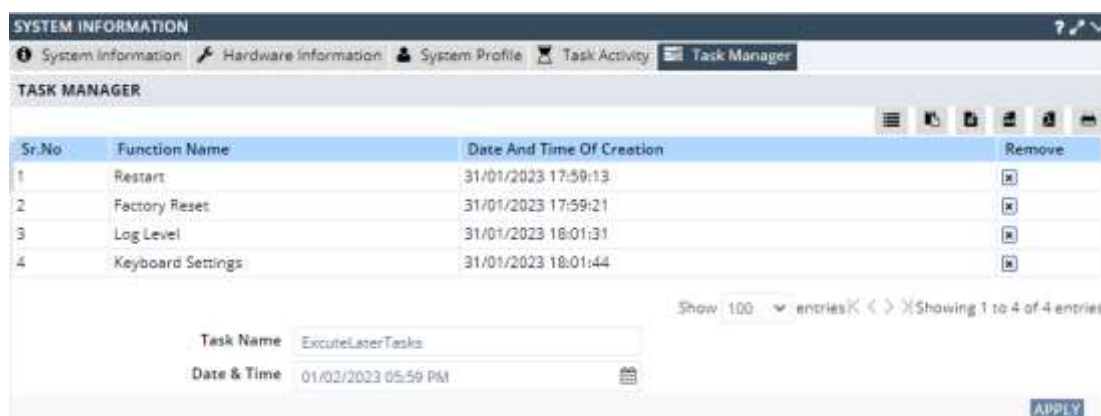 SYSTEM INFORMATION ?
System Information Hardware Information System Profile Task Activity Task Manager
TASK MANAGER
Sr.No Function Name Date And Time Of Creation Remove
1 Restart 31/01/2023 17:59:13
2 Factory Reset 31/01/2023 17:59:21
3 Log Level 31/01/2023 18:01:31
4 Keyboard Settings 31/01/2023 18:01:44
Show 100 entries Showing 1 to 4 of 4 entries
Task Name ExcuteLaterTasks
Date & Time 01/02/2023 05:59 PM
APPLY